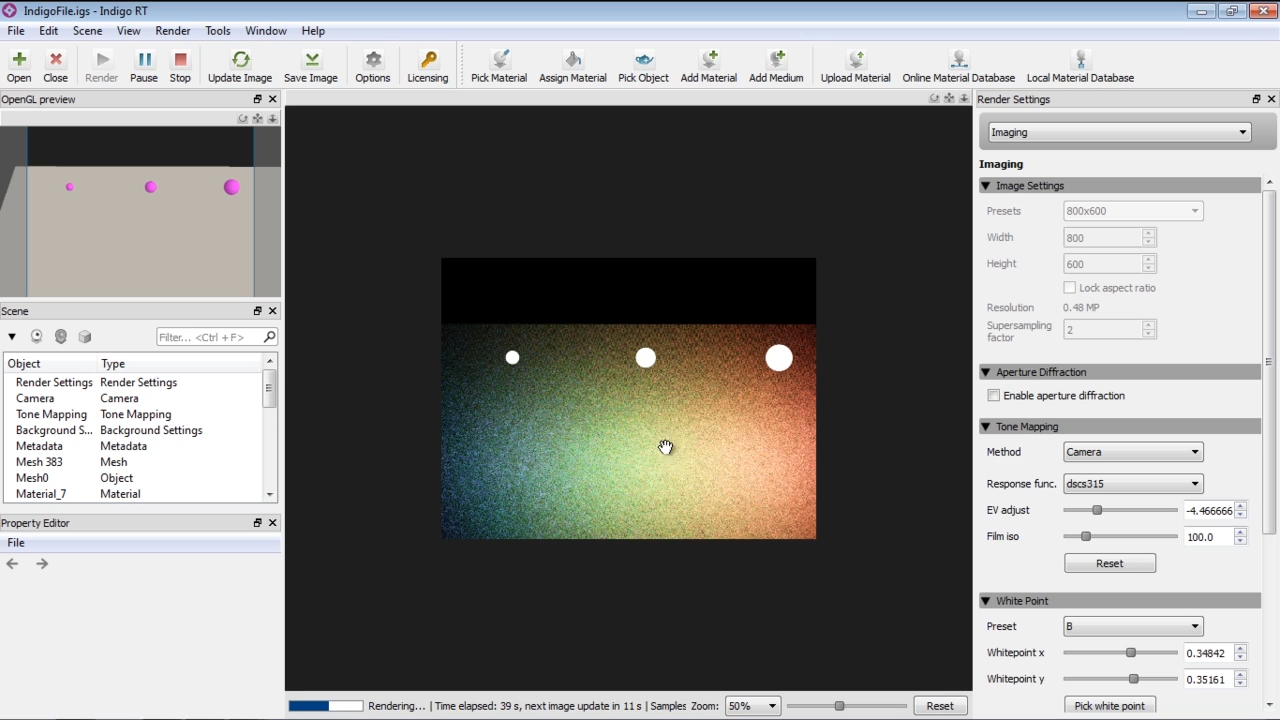 IndigoFile.igs - Indigo RT
File Edit Scene View Render Tools Window Help
Open Close Render Pause Stop Update Image Save Image Options Licensing Pick Material Assign Material Pick Object Add Material Add Medium Upload Material Online Material Database Local Material Database
OpenGL preview
Scene
Filter... <Ctrl + F>
Object Type
Render Settings Render Settings
Camera Camera
Tone Mapping Tone Mapping
Background S... Background Settings
Metadata Metadata
Mesh 383 Mesh
Mesh0 Object
Material_7 Material
Property Editor
File
Rendering... | Time elapsed: 39 s, next image update in 11 s | Samples Zoom: 50% Reset
Render Settings
Imaging
Imaging
Image Settings
Presets 800x600
Width 800
Height 600
Lock aspect ratio
Resolution 0.48 MP
Supersampling
factor 2
Aperture Diffraction
Enable aperture diffraction
Tone Mapping
Method Camera
Response func. dscs315
EV adjust -4.466666
Film iso 100.0
Reset
White Point
Preset B
Whitepoint x 0.34842
Whitepoint y 0.35161
Pick white point